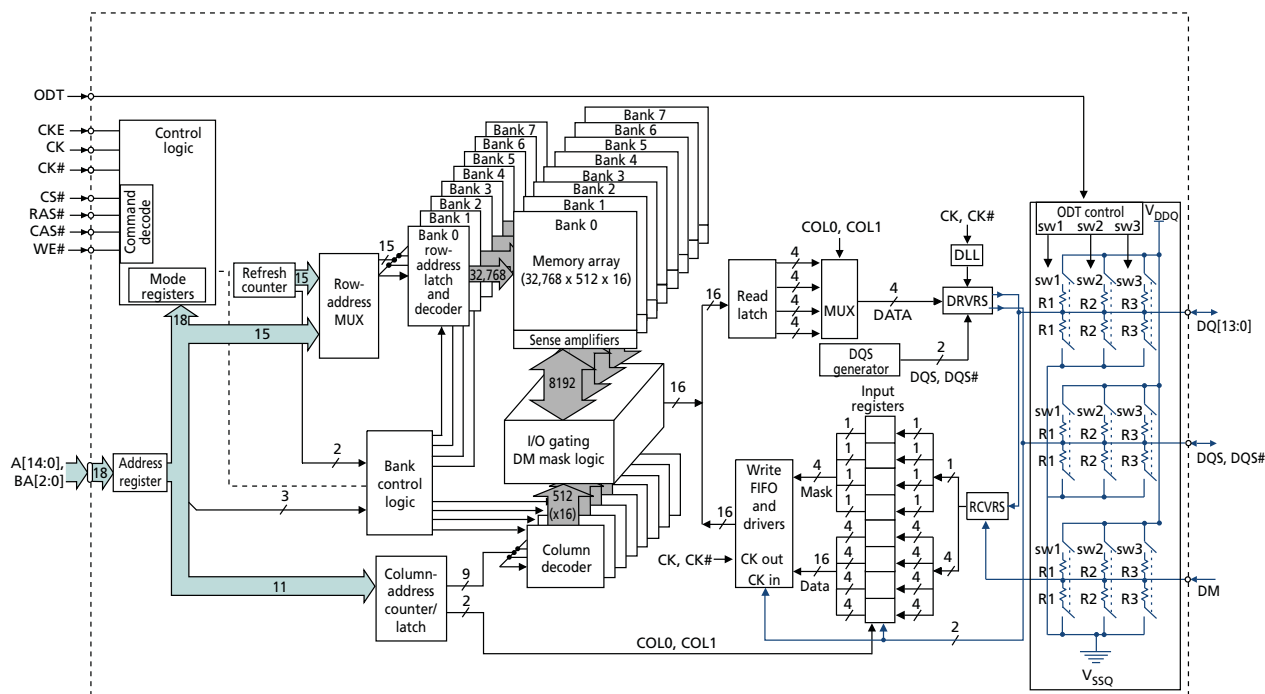 ODT
CKE
CK
CK#
CS#
RAS#
CAS#
WE#
Control
logic
Command
decode
Mode
registers
18
15
Refresh
counter
15
Row-
address
MUX
15
Bank 7
Bank 6
Bank 5
Bank 4
Bank 3
Bank 2
Bank 1
Bank 0
row-
address
latch
and
decoder
32,768
Bank 7
Bank 6
Bank 5
Bank 4
Bank 3
Bank 2
Bank 1
Bank 0
Memory array
(32,768 x 512 x 16)
Sense amplifiers
8192
I/O gating
DM mask logic
16
512
(x16)
Column
decoder
A[14:0],
BA[2:0]
18
Address
register
2
3
Bank
control
logic
11
Column-
address
counter/
latch
9
2
COL0, COL1
16
Read
latch
4
4
4
4
COL0, COL1
MUX
4
DATA
CK, CK#
DLL
DRVRS
DQS
generator
2
DQS, DQS#
Input
registers
1
1
1
1
4
4
4
4
1
1
1
1
4
4
4
4
1
4
RCVRS
16
Write
FIFO
and
drivers
CK out
CK in
CK, CK#
4
Mask
16
Data
2
ODT control
sw1 sw2 sw3
VDDQ
sw1 sw2 sw3
R1 R2 R3
R1 R2 R3
DQ[13:0]
sw1 sw2 sw3
R1 R2 R3
R1 R2 R3
DQS, DQS#
sw1 sw2 sw3
R1 R2 R3
R1 R2 R3
DM
VSSQ